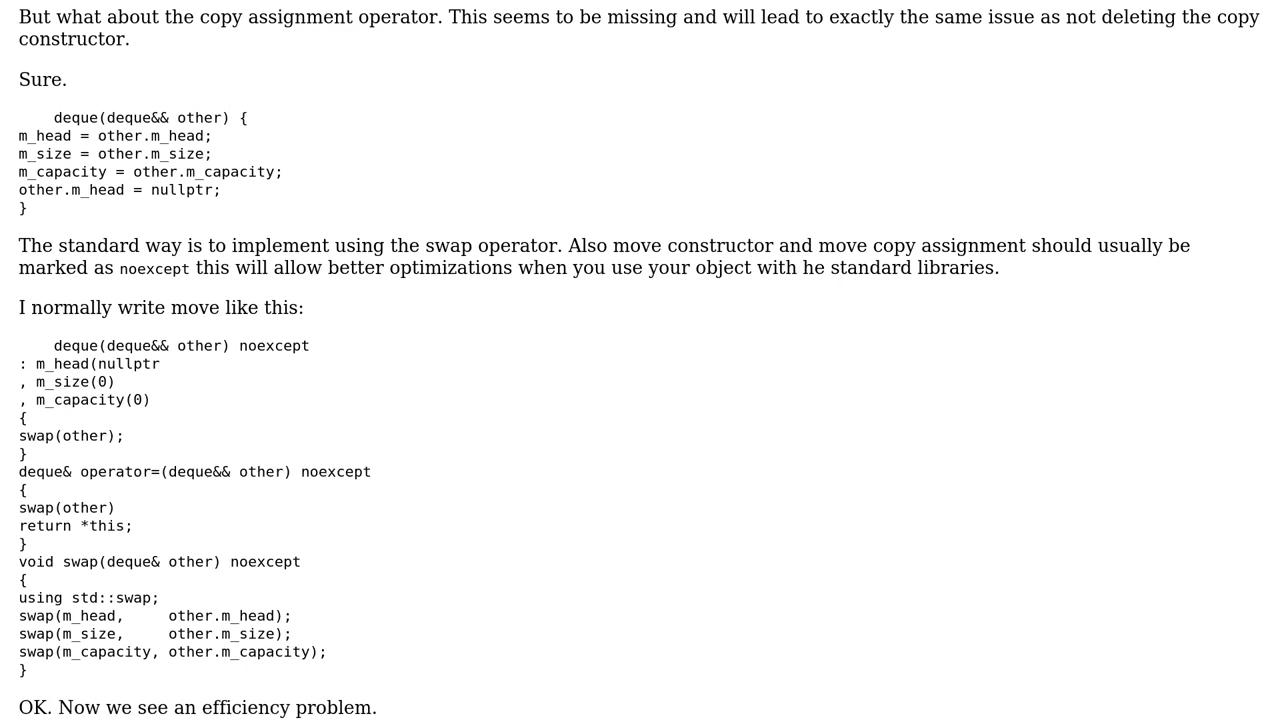 But what about the copy assignment operator. This seems to be missing and will lead to exactly the same issue as not deleting the copy
constructor.
Sure.
deque(deque&& other) {
m_head = other.m_head;
m_size = other.m_size;
m_capacity = other.m_capacity;
other.m_head = nullptr;
}
The standard way is to implement using the swap operator. Also move constructor and move copy assignment should usually be
marked as noexcept this will allow better optimizations when you use your object with he standard libraries.
I normally write move like this:
deque(deque&& other) noexcept
: m_head(nullptr
, m_size(0)
, m_capacity(0)
{
swap(other);
}
deque& operator=(deque&& other) noexcept
{
swap(other)
return *this;
}
void swap(deque& other) noexcept
{
using std::swap;
swap(m_head,     other.m_head);
swap(m_size,     other.m_size);
swap(m_capacity, other.m_capacity);
}
OK. Now we see an efficiency problem.